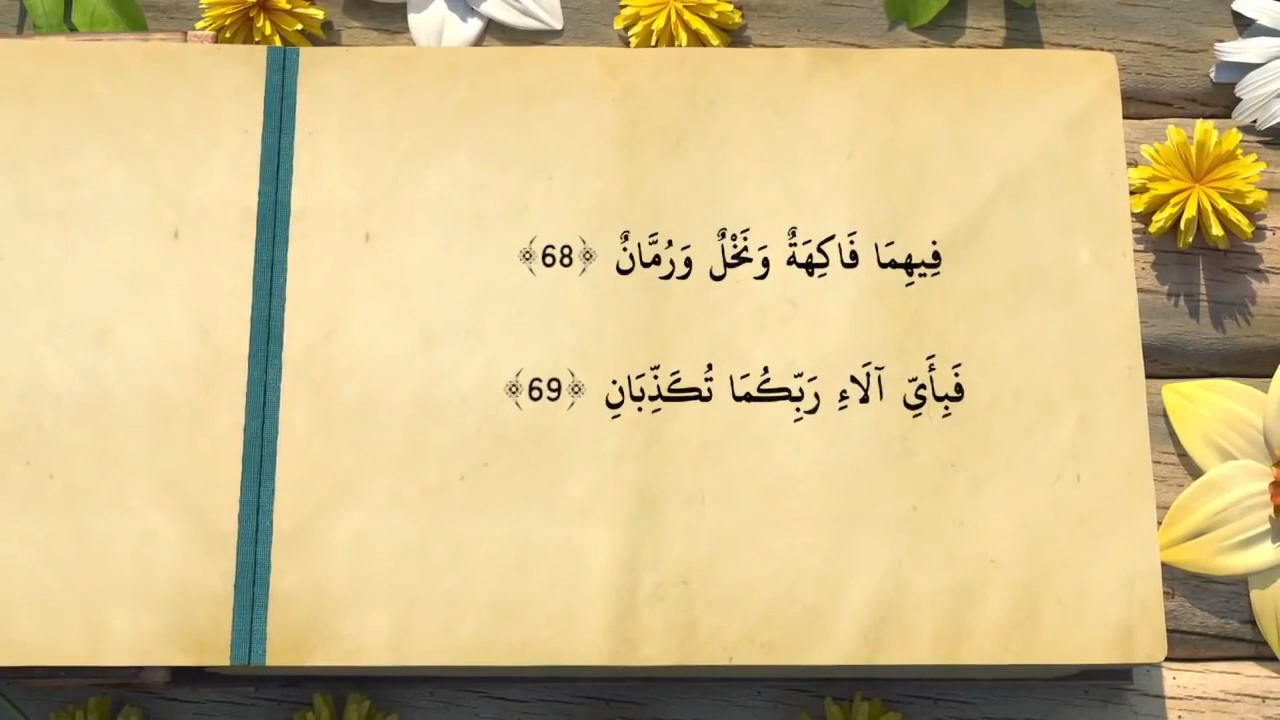 فِيهِمَا فَاكِهَةٌ وَنَخْلٌ وَرُمَّانٌ ﴿68﴾
فَبِأَيِّ آلَاءِ رَبِّكُمَا تُكَذِّبَانِ ﴿69﴾